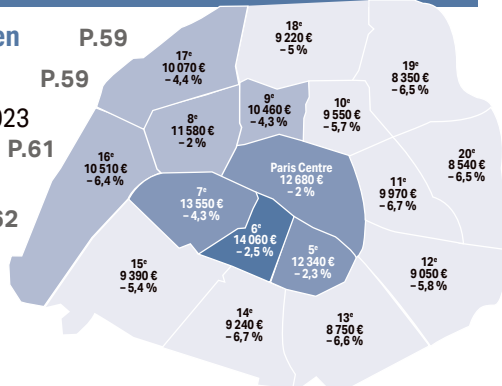 en P.59
P.59
023
P.61
62
18e
9 220 €
– 5 %
17e
10 070 €
– 4,4 %
19e
8 350 €
– 6,5 %
9e
10 460 €
– 4,3 %
10e
9 550 €
– 5,7 %
8e
11 580 €
– 2 %
16e
10 510 €
– 6,4 %
20e
8 540 €
– 6,5 %
Paris Centre
12 680 €
– 2 %
11e
9 970 €
– 6,7 %
7e
13 550 €
– 4,3 %
6e
14 060 €
– 2,5 %
5e
12 340 €
– 2,3 %
15e
9 390 €
– 5,4 %
12e
9 050 €
– 5,8 %
14e
9 240 €
– 6,7 %
13e
8 750 €
– 6,6 %